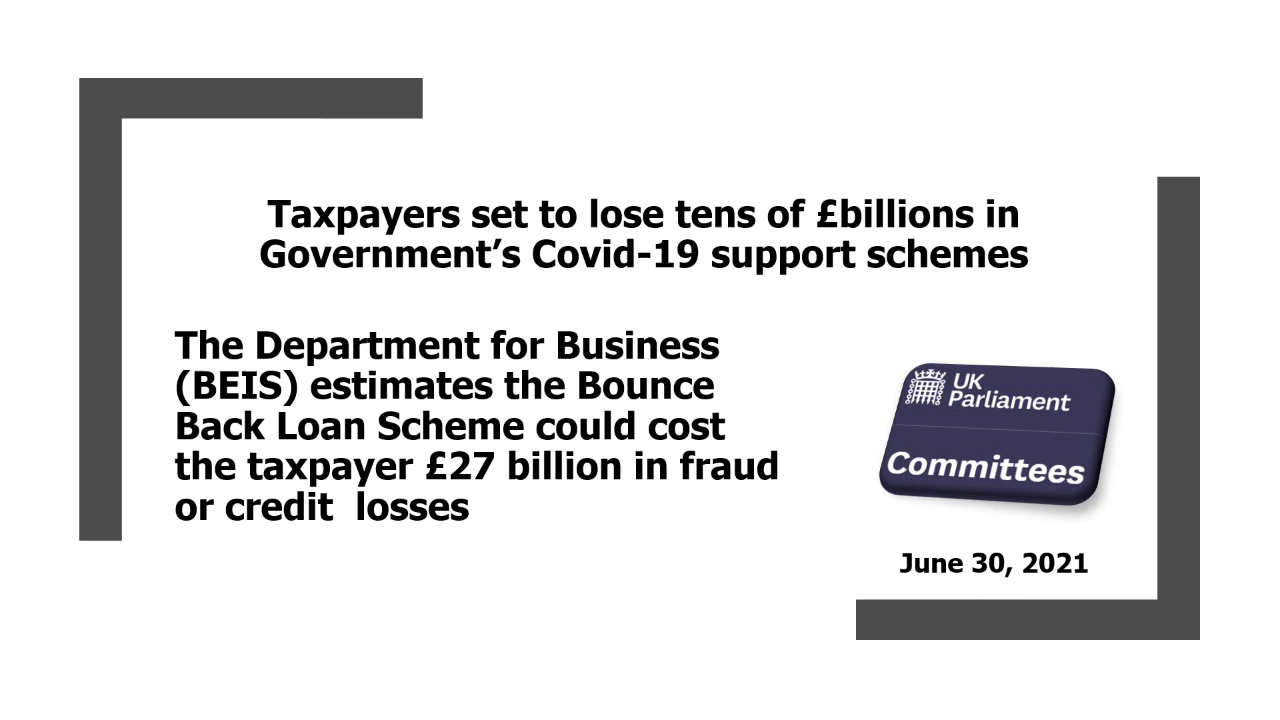 Taxpayers set to lose tens of £billions in
Government’s Covid-19 support schemes
The Department for Business
(BEIS) estimates the Bounce
Back Loan Scheme could cost
the taxpayer £27 billion in fraud
or credit  losses
UK
Parliament
Committees
June 30, 2021